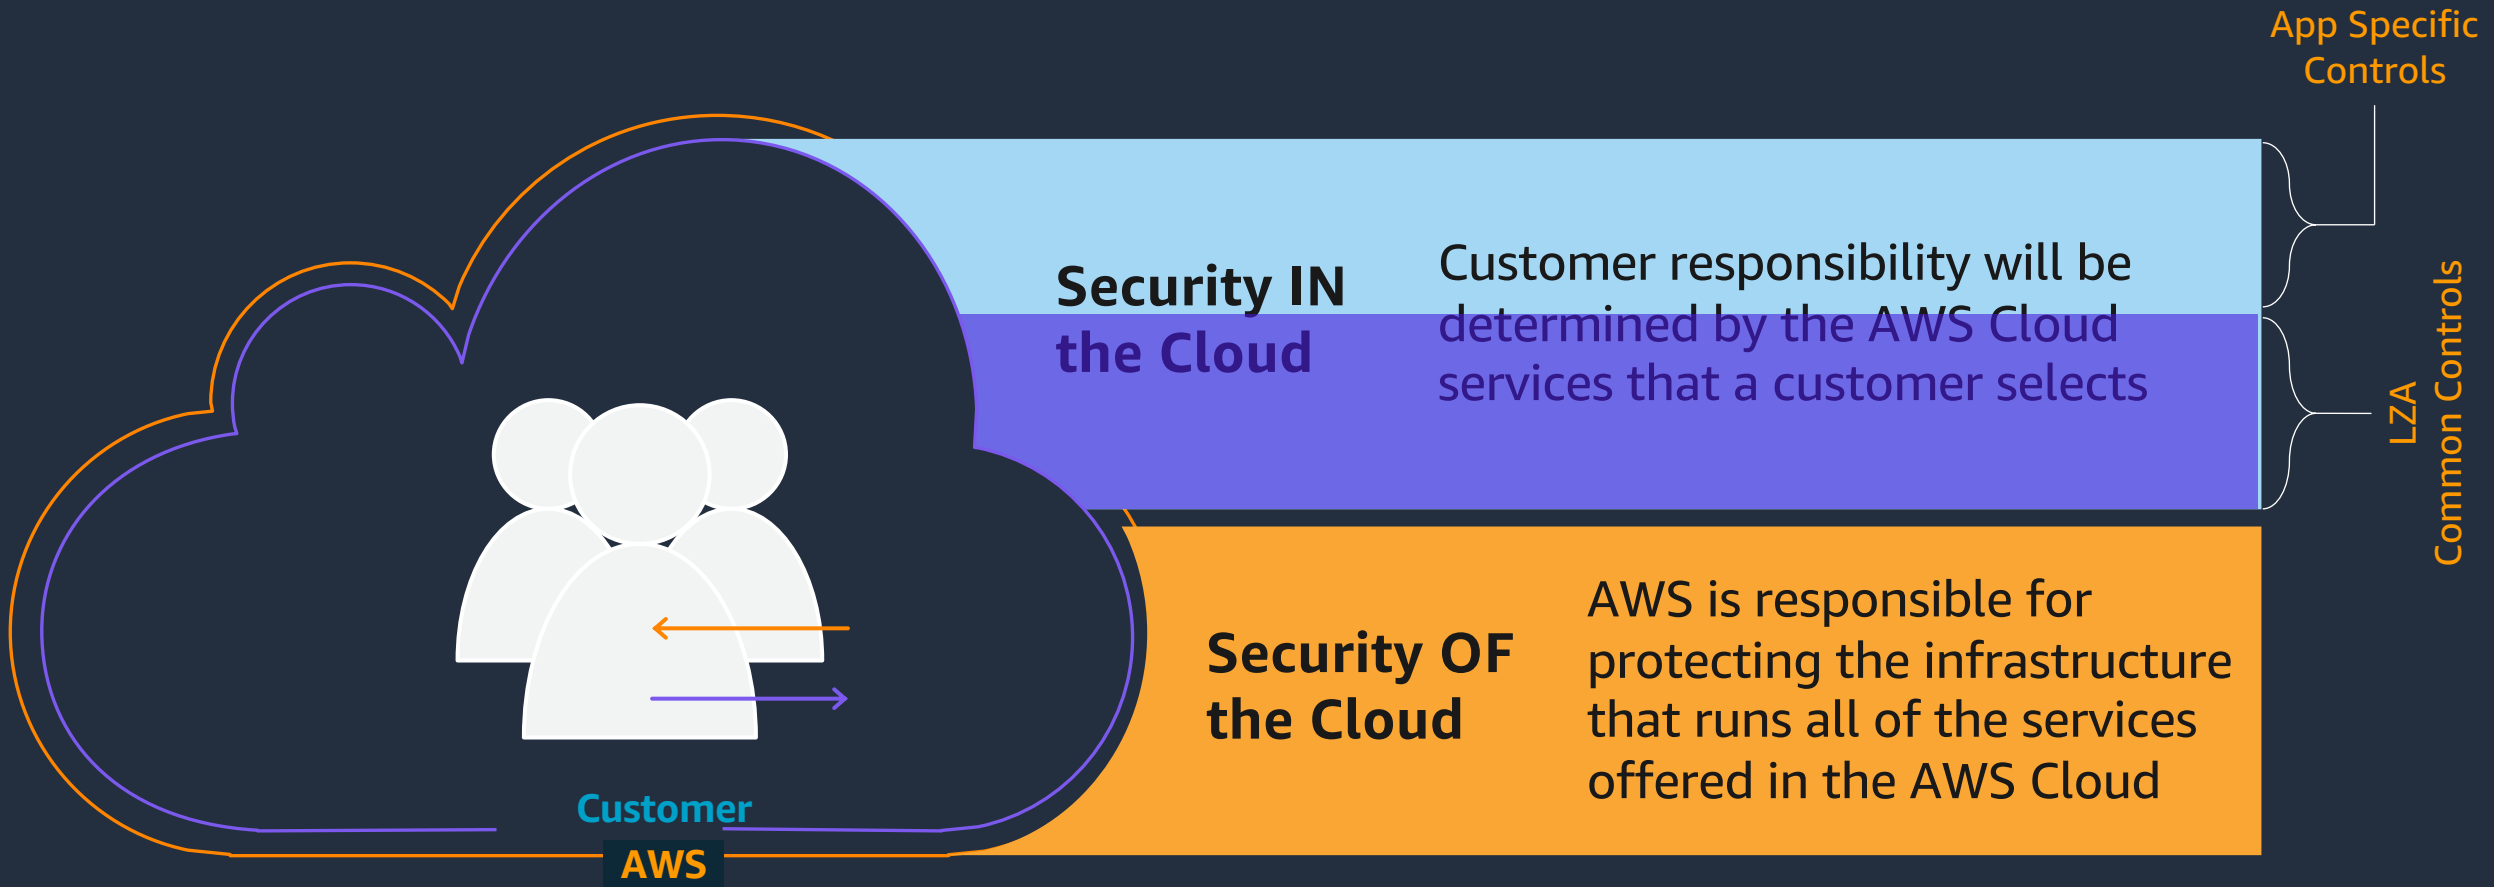 App Specific
Controls
Security IN
the Cloud
Customer responsibility will be
determined by the AWS Cloud
services that a customer selects
LZA
Common Controls
Security OF
the Cloud
AWS is responsible for
protecting the infrastructure
that runs all of the services
offered in the AWS Cloud
Customer
AWS